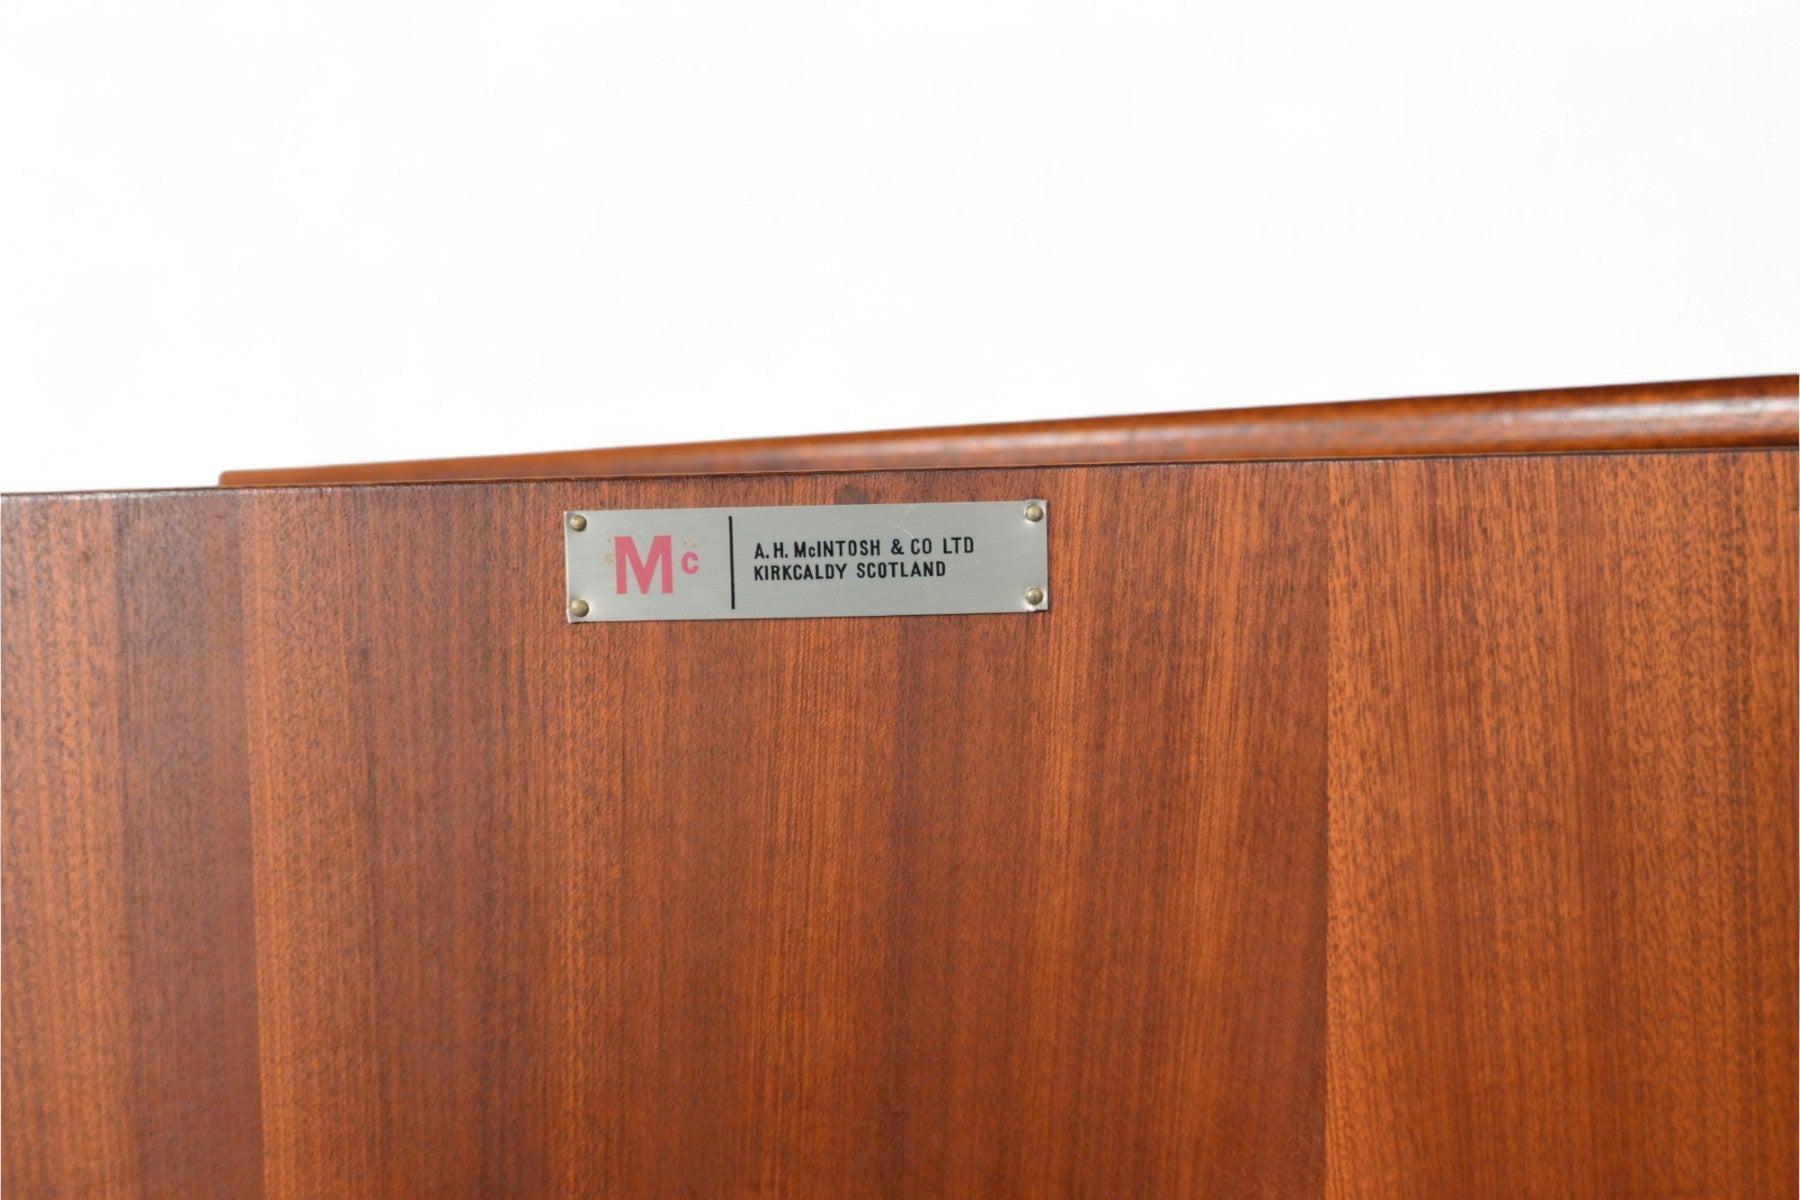 Mc
A. H. McINTOSH & CO LTD
KIRKCALDY SCOTLAND